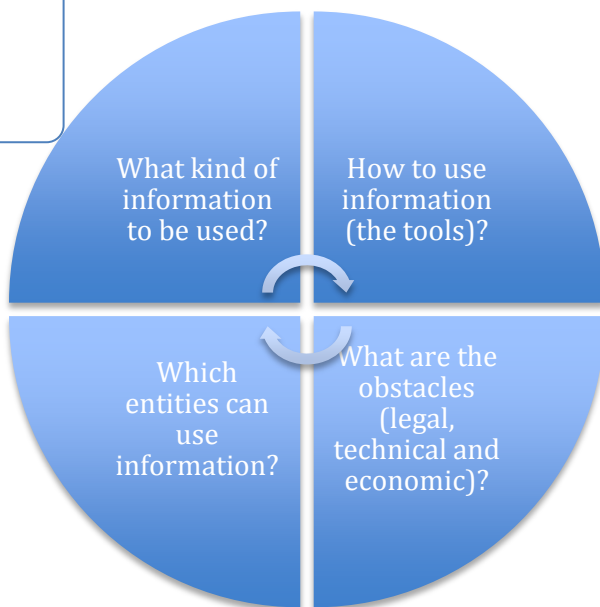 What kind of
information
to be used?
How to use
information
(the tools)?
Which
entities can
use
information?
What are the
obstacles
(legal,
technical and
economic)?